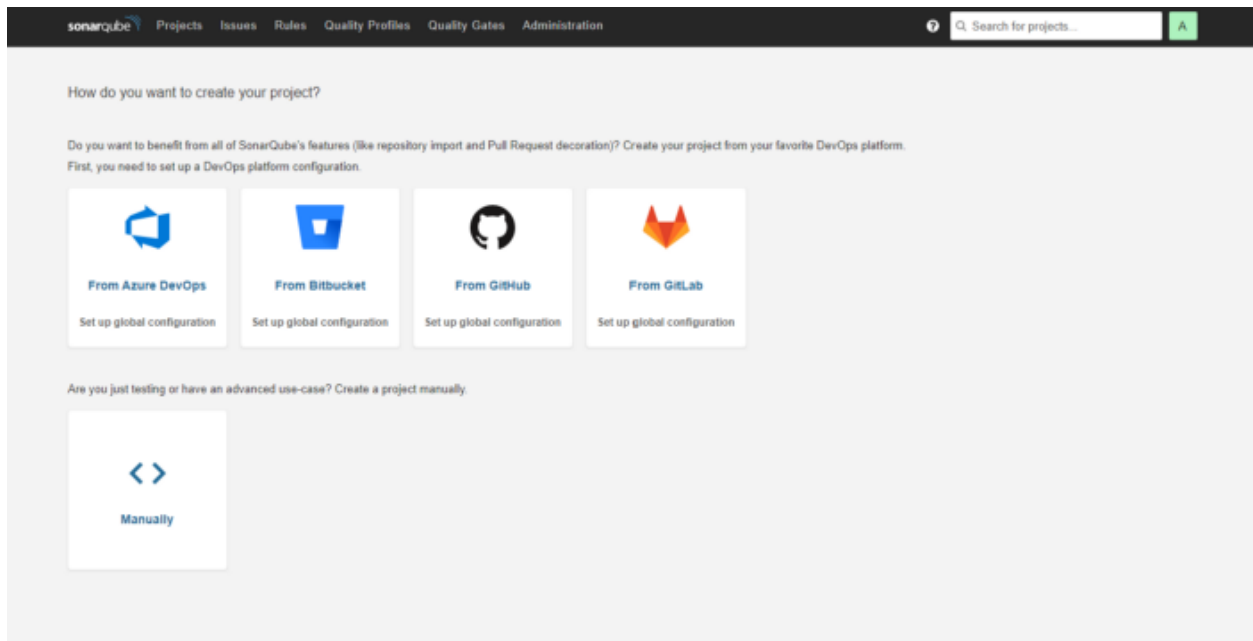 sonarqube Projects Issues Rules Quality Profiles Quality Gates Administration ? Search for projects... A
How do you want to create your project?
Do you want to benefit from all of SonarQube's features (like repository import and Pull Request decoration)? Create your project from your favorite DevOps platform.
First, you need to set up a DevOps platform configuration.
From Azure DevOps From Bitbucket From GitHub From GitLab
Set up global configuration Set up global configuration Set up global configuration Set up global configuration
Are you just testing or have an advanced use-case? Create a project manually.
Manually